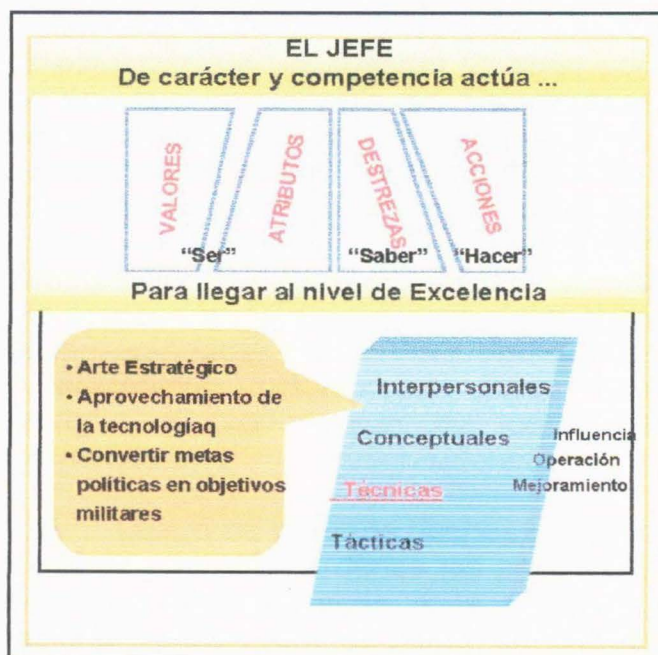 EL JEFE
De carácter y competencia actúa ...
VALORES
ATRIBUTOS
DESTREZAS
ACCIONES
“Ser”
“Saber”
“Hacer”
Para llegar al nivel de Excelencia
• Arte Estratégico
• Aprovechamiento de
la tecnologíaq
• Convertir metas
políticas en objetivos
militares
Interpersonales
Conceptuales
Técnicas
Tácticas
Influencia
Operación
Mejoramiento